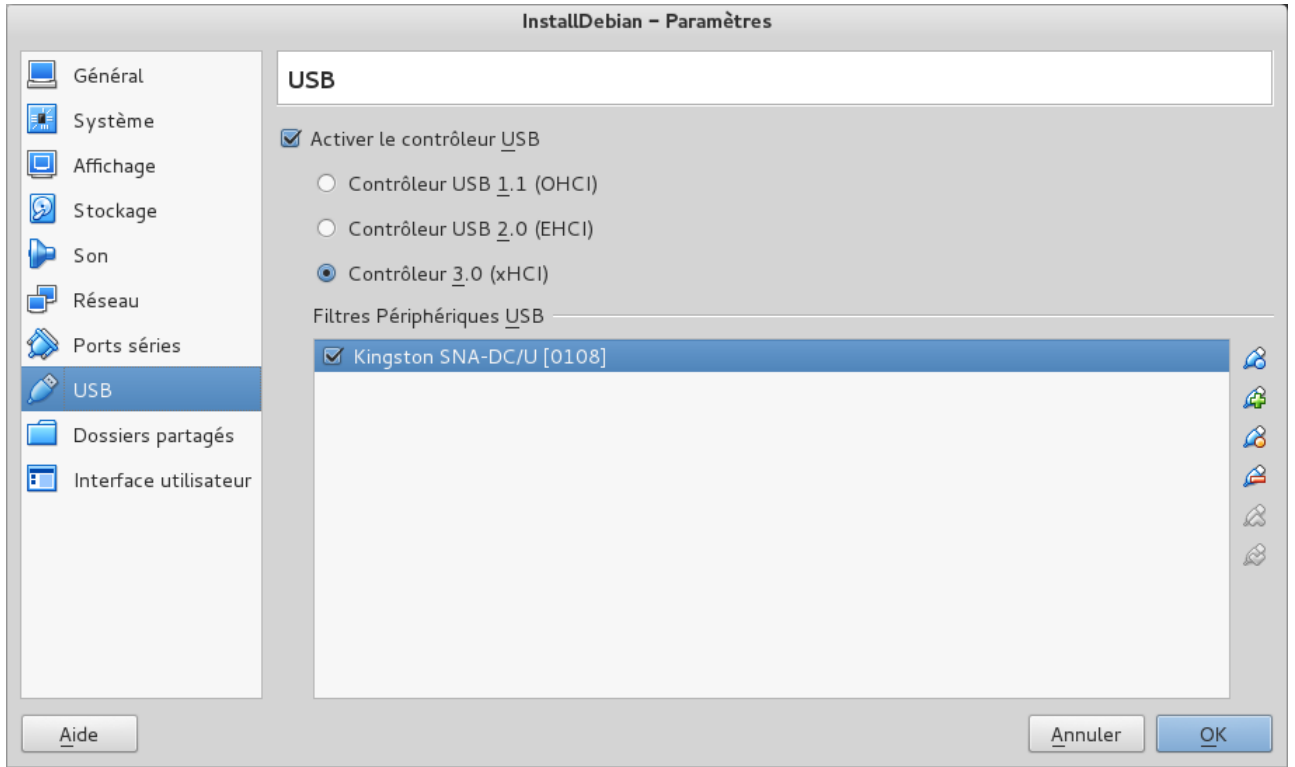 InstallDebian – Paramètres
Général
Système
Affichage
Stockage
Son
Réseau
Ports séries
USB
Dossiers partagés
Interface utilisateur
USB
Activer le contrôleur USB
Contrôleur USB 1.1 (OHCI)
Contrôleur USB 2.0 (EHCI)
Contrôleur 3.0 (xHCI)
Filtres Périphériques USB
Kingston SNA-DC/U [0108]
Aide
Annuler
OK